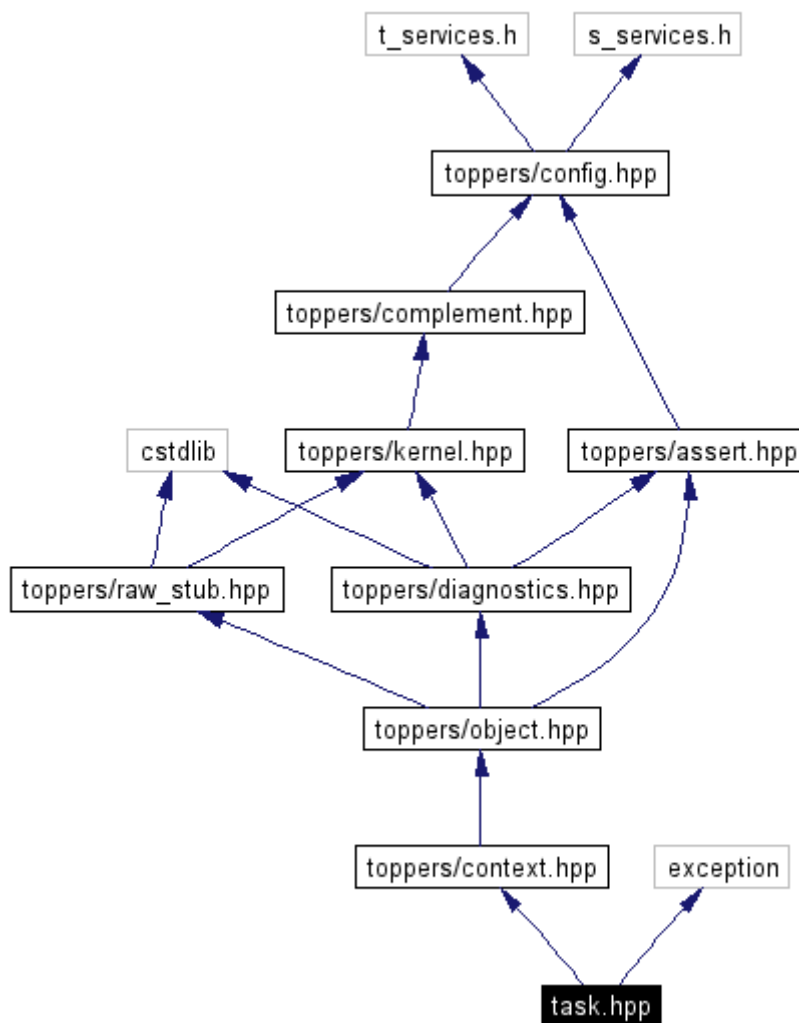 t_services.h
s_services.h
toppers/config.hpp
toppers/complement.hpp
cstdlib
toppers/kernel.hpp
toppers/assert.hpp
toppers/raw_stub.hpp
toppers/diagnostics.hpp
toppers/object.hpp
toppers/context.hpp
exception
task.hpp